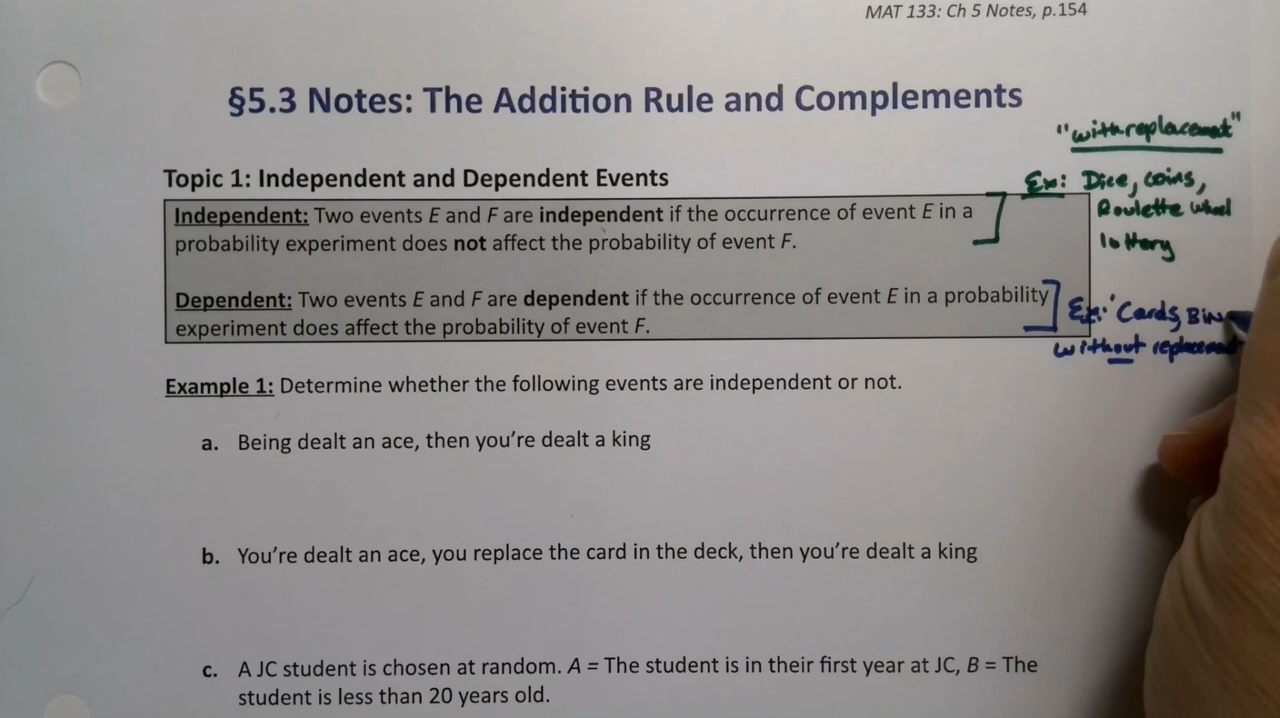 MAT 133: Ch 5 Notes, p.154
§5.3 Notes: The Addition Rule and Complements
"with replacement"
Topic 1: Independent and Dependent Events
Ex: Dice, coins,
Roulette wheel
lottery
Independent: Two events E and F are independent if the occurrence of event E in a
probability experiment does not affect the probability of event F.
Dependent: Two events E and F are dependent if the occurrence of event E in a probability
experiment does affect the probability of event F.
Ex: Cards,
without replacement
Example 1: Determine whether the following events are independent or not.
a. Being dealt an ace, then you're dealt a king
b. You're dealt an ace, you replace the card in the deck, then you're dealt a king
c. A JC student is chosen at random. A = The student is in their first year at JC, B = The
student is less than 20 years old.